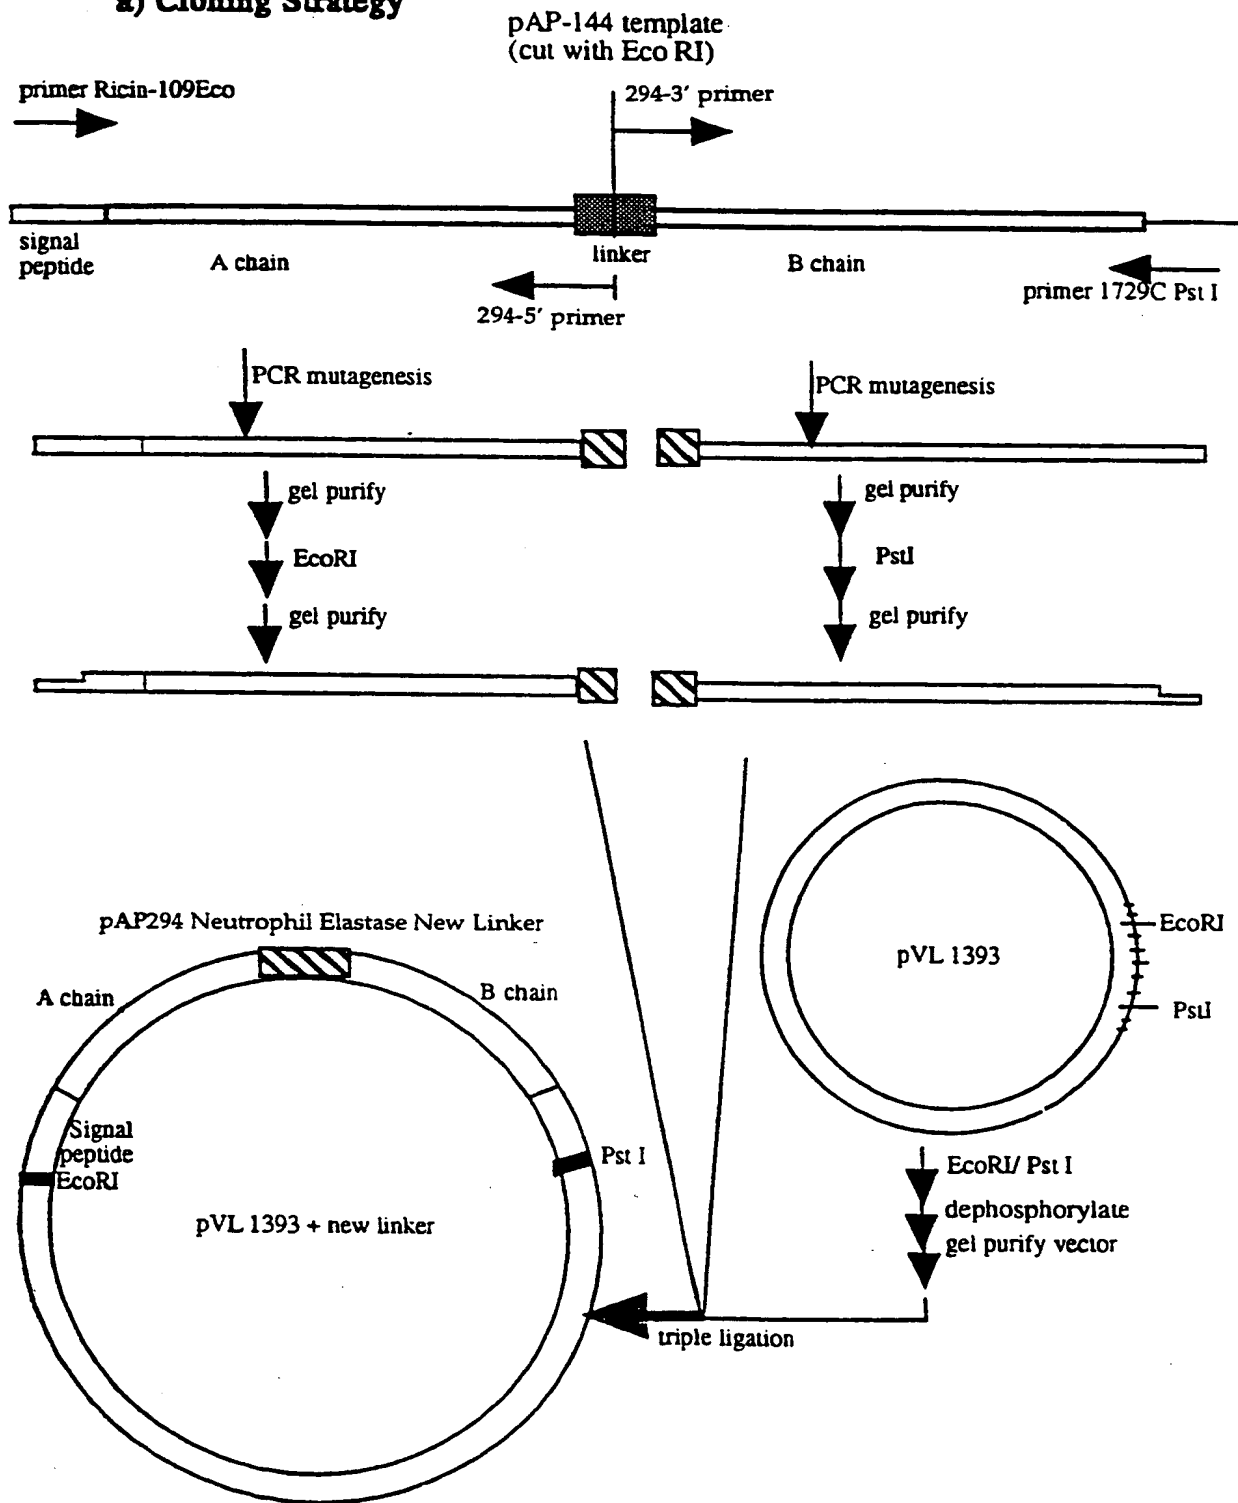 a) Cloning Strategy
pAP-144 template
(cut with Eco RI)
primer Ricin-109Eco
294-3' primer
signal
peptide
A chain
linker
B chain
294-5' primer
primer 1729C Pst I
PCR mutagenesis
PCR mutagenesis
gel purify
gel purify
EcoRI
PstI
gel purify
gel purify
pAP294 Neutrophil Elastase New Linker
A chain
B chain
pVL 1393
EcoRI
PstI
Signal
peptide
EcoRI
Pst I
pVL 1393 + new linker
EcoRI/ Pst I
dephosphorylate
gel purify vector
triple ligation